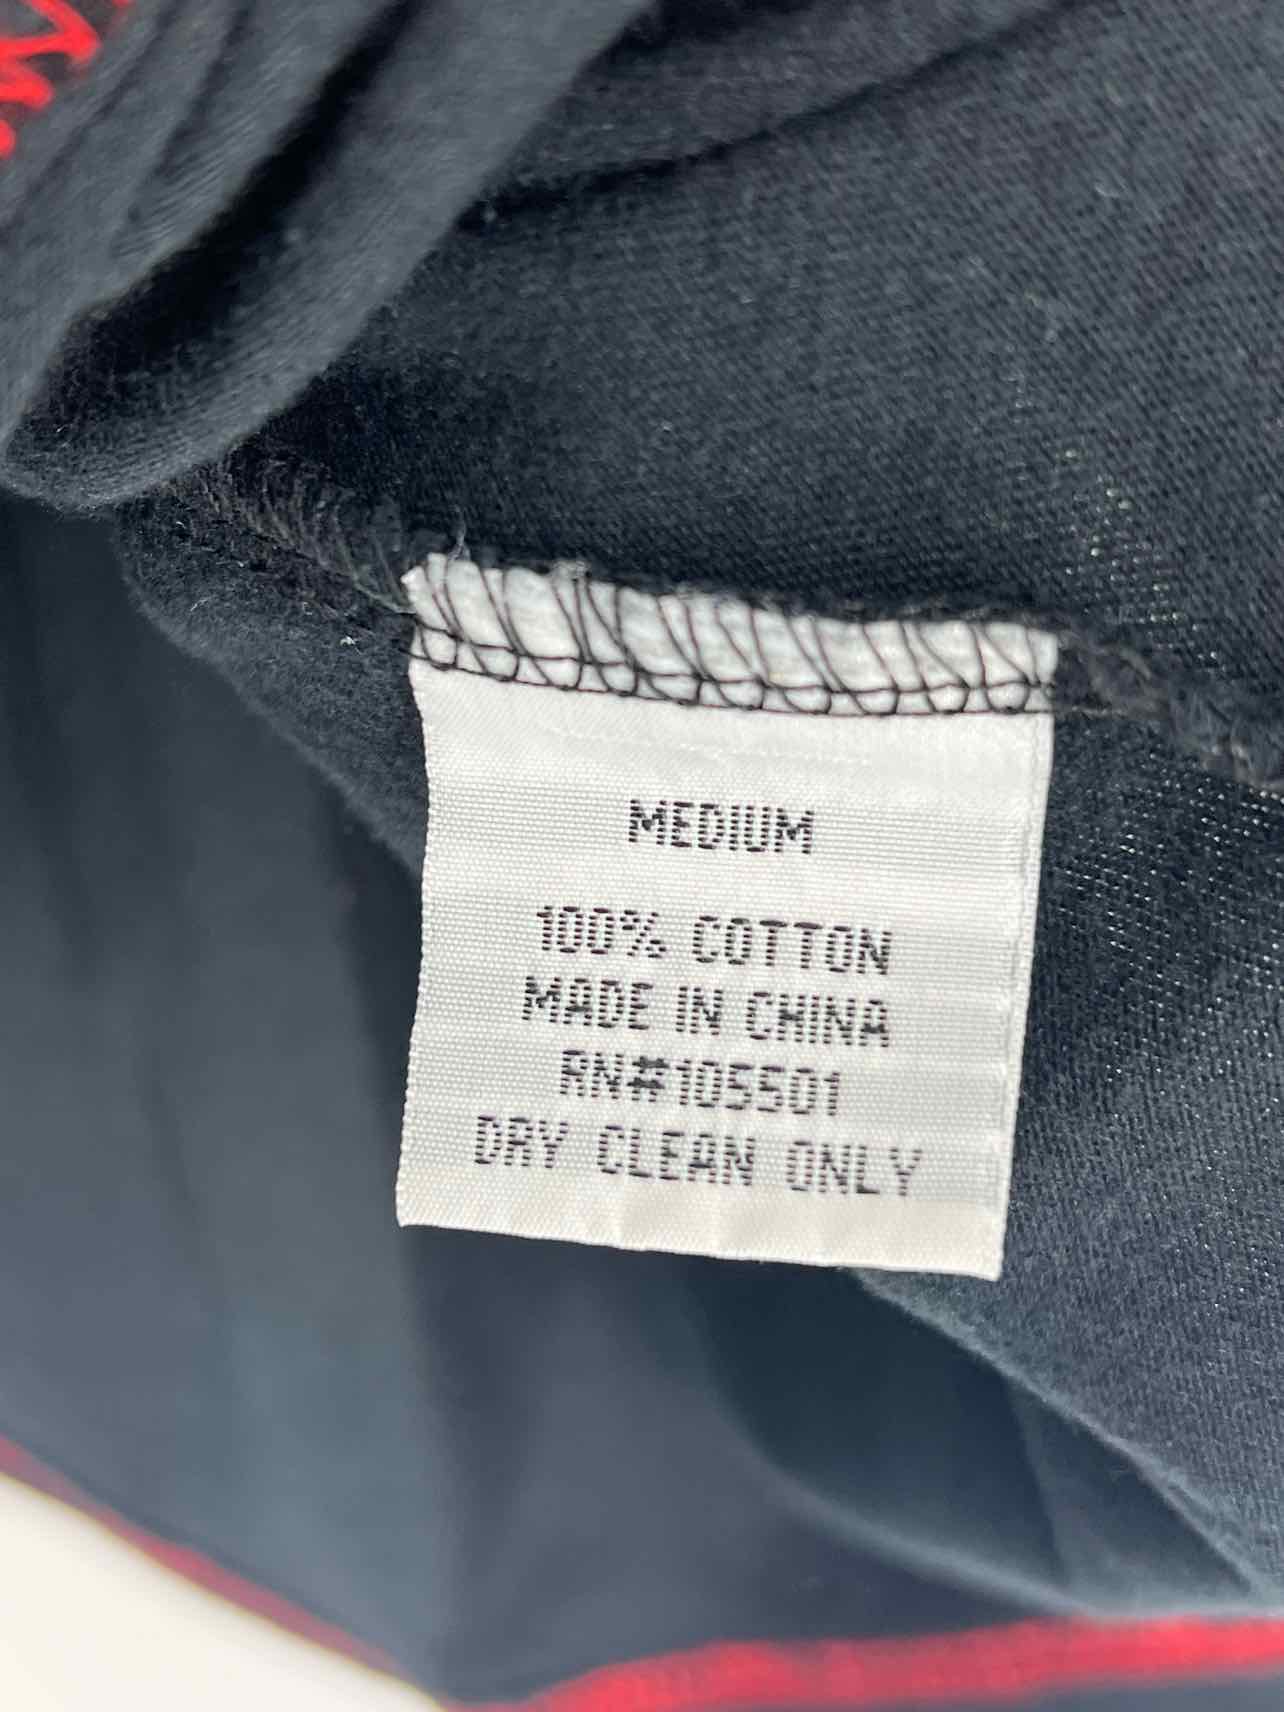 MEDIUM
100% COTTON
MADE IN CHINA
RN#105501
DRY CLEAN ONLY